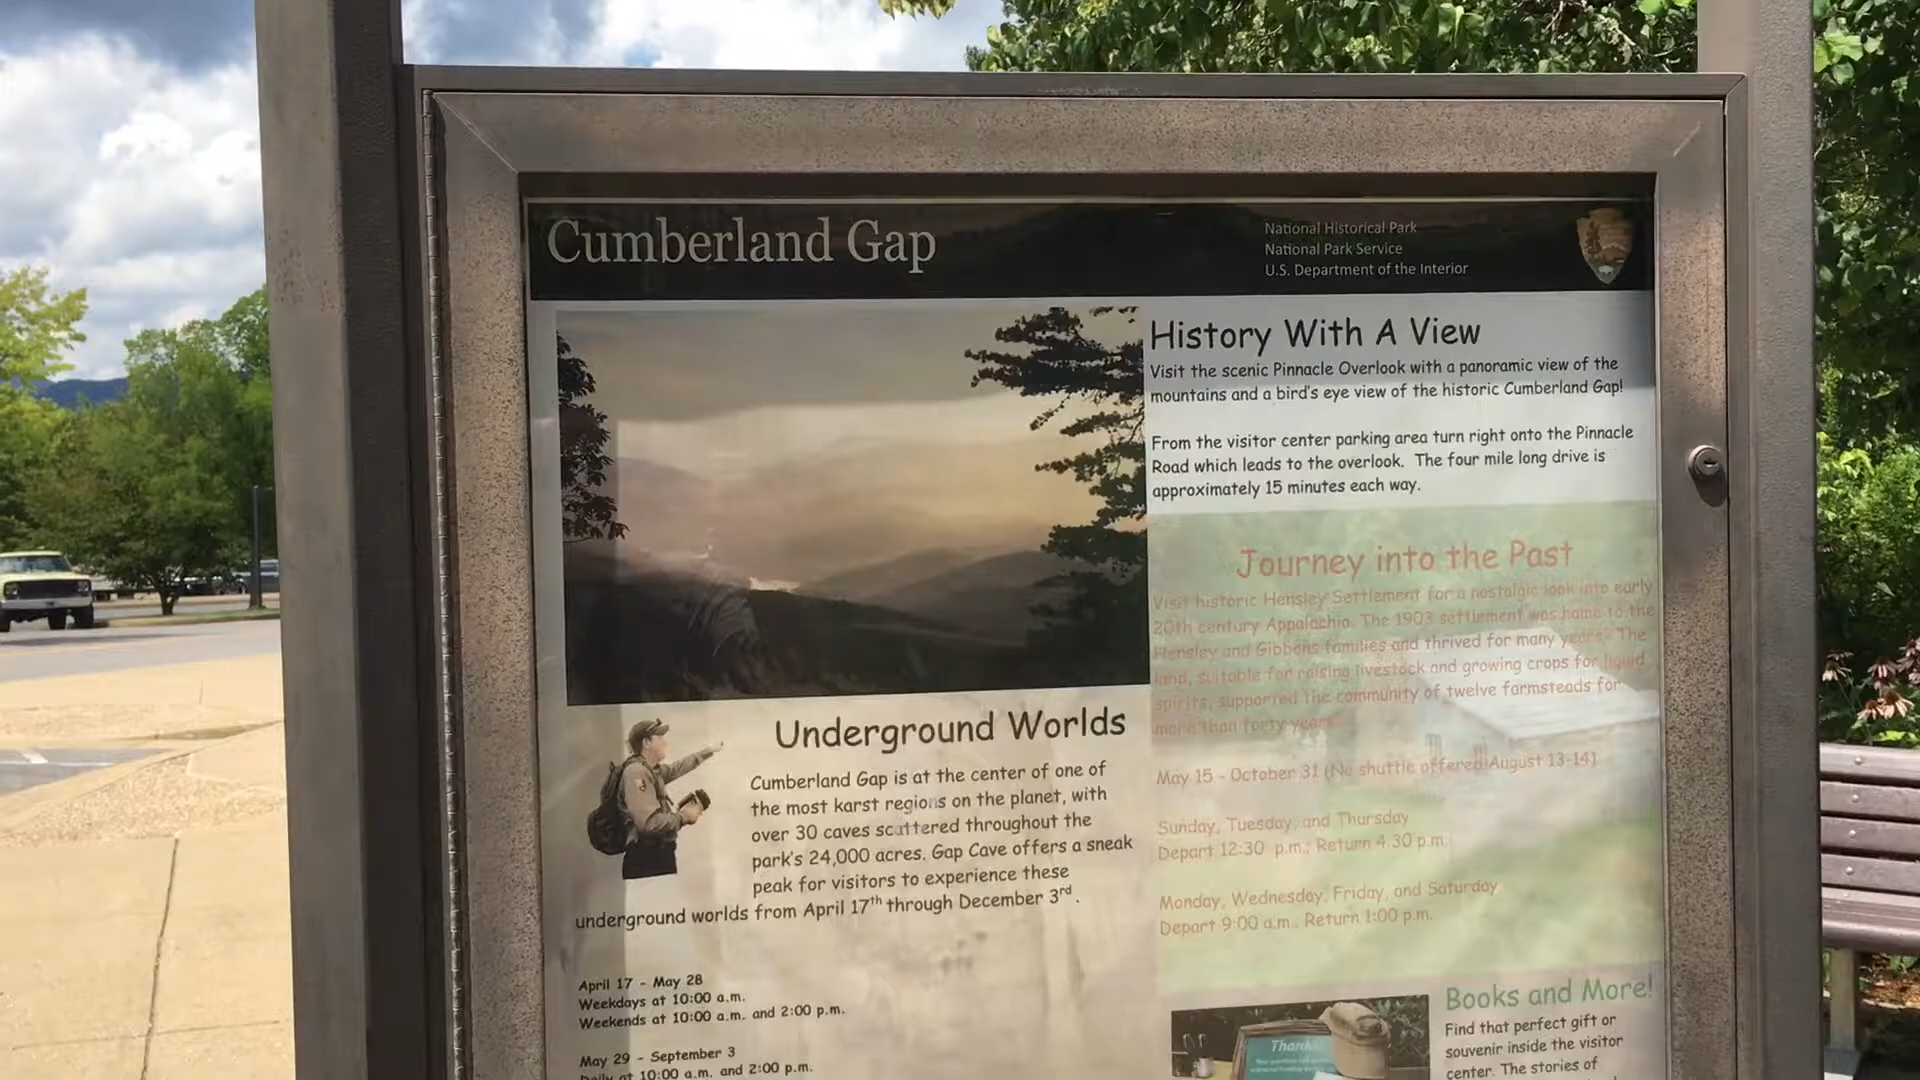 Cumberland Gap
National Historical Park
National Park Service
U.S. Department of the Interior
History With A View
Visit the scenic Pinnacle Overlook with a panoramic view of the
mountains and a bird's eye view of the historic Cumberland Gap!
From the visitor center parking area turn right onto the Pinnacle
Road which leads to the overlook. The four mile long drive is
approximately 15 minutes each way.
Journey into the Past
Visit historic Hensley Settlement for a nostalgic look into early
20th century Appalachia. The 1903 settlement was home to the
Hensley and Gibbons families and thrived for many years. The
land, suitable for raising livestock and growing crops for liquid
spirits, supported the community of twelve farmsteads for
more than forty years.
May 15 - October 31 (No shuttle offered August 13-14)
Sunday, Tuesday, and Thursday
Depart 12:30 p.m.; Return 4:30 p.m.
Monday, Wednesday, Friday, and Saturday
Depart 9:00 a.m.; Return 1:00 p.m.
Underground Worlds
Cumberland Gap is at the center of one of
the most karst regions on the planet, with
over 30 caves scattered throughout the
park's 24,000 acres. Gap Cave offers a sneak
peak for visitors to experience these
underground worlds from April 17th through December 3rd.
April 17 - May 28
Weekdays at 10:00 a.m.
Weekends at 10:00 a.m. and 2:00 p.m.
May 29 - September 3
Daily at 10:00 a.m. and 2:00 p.m.
Books and More!
Find that perfect gift or
souvenir inside the visitor
center. The stories of